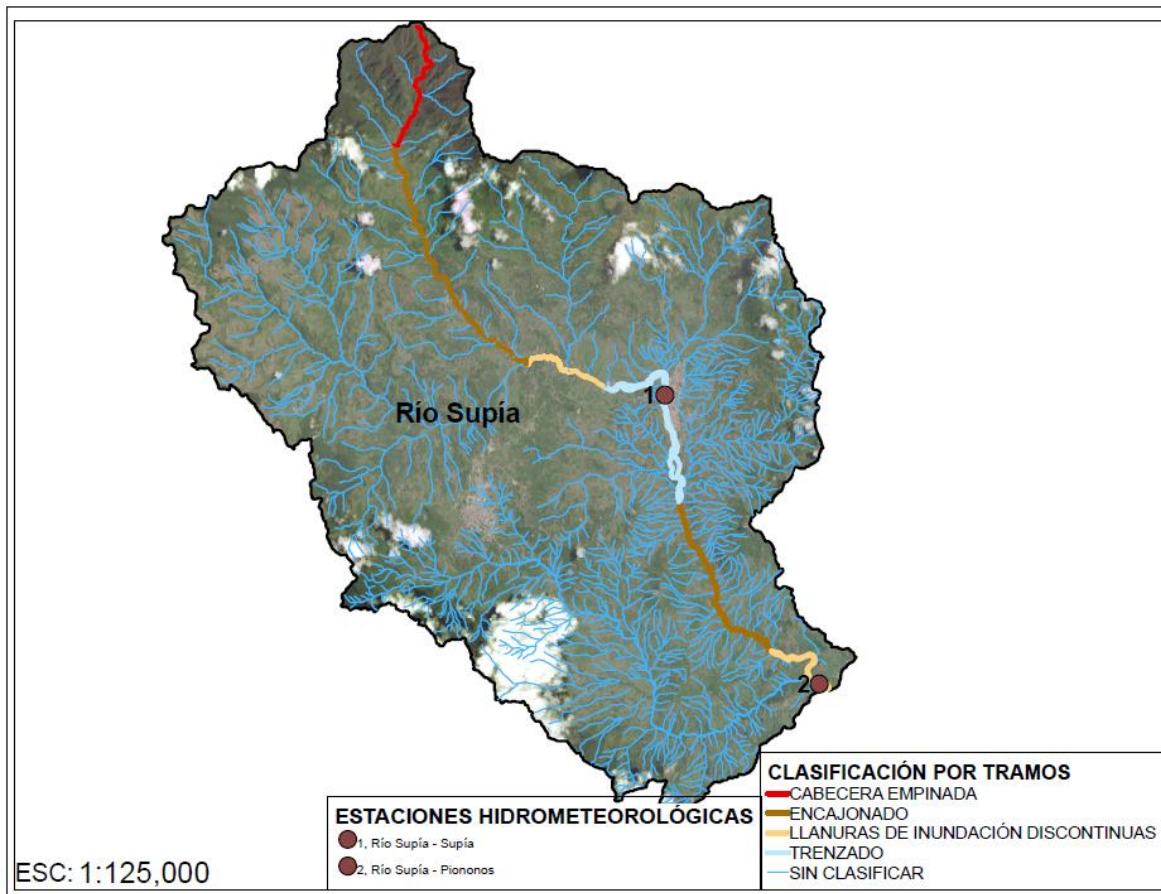 1
Río Supía
2
ESTACIONES HIDROMETEOROLÓGICAS
1, Río Supía - Supía
2, Río Supía - Piononos
CLASIFICACIÓN POR TRAMOS
CABECERA EMPINADA
ENCAJONADO
LLANURAS DE INUNDACIÓN DISCONTINUAS
TRENZADO
SIN CLASIFICAR
ESC: 1:125,000